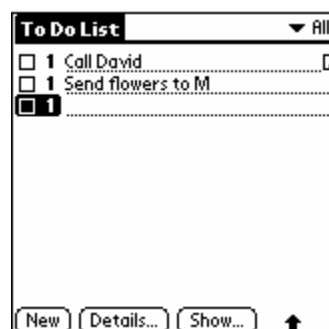 To Do List All
1 Call David
1 Send flowers to M
1
New Details... Show...